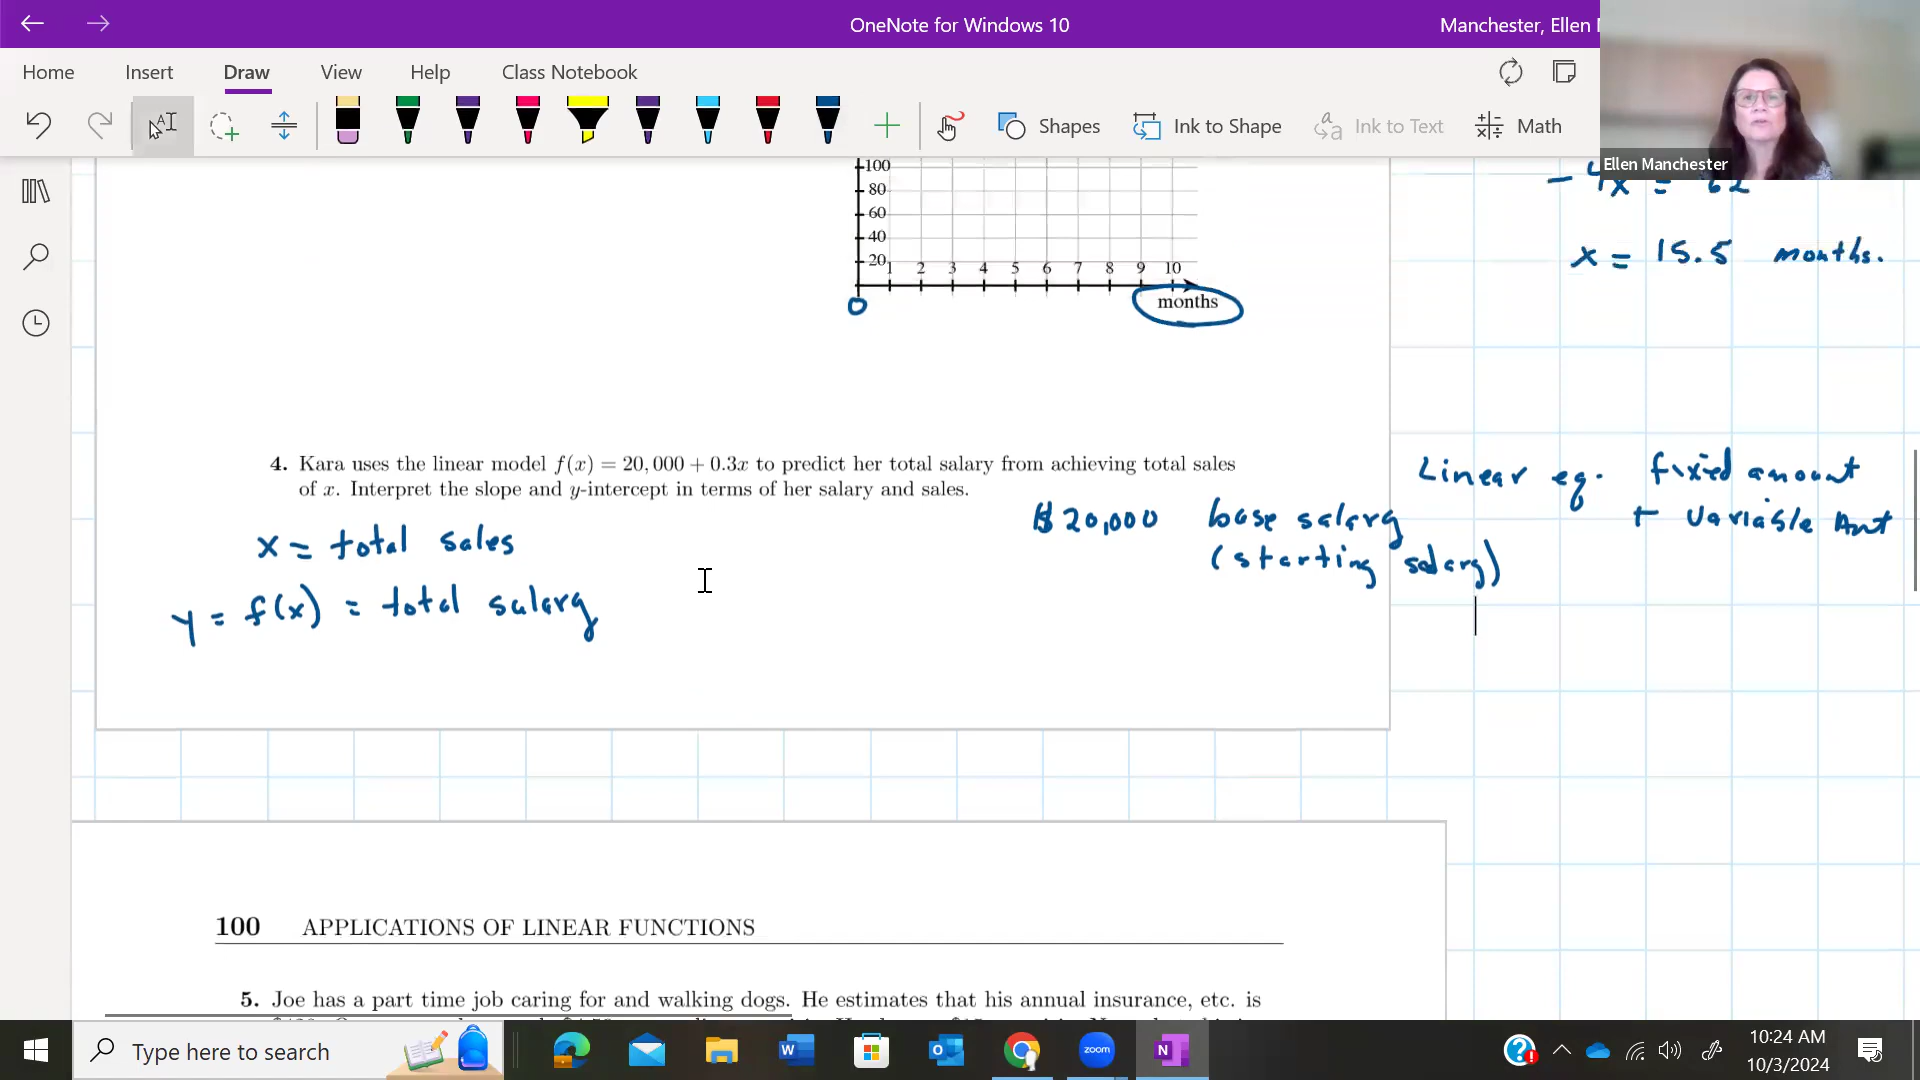 OneNote for Windows 10
Manchester, Ellen
Home Insert Draw View Help Class Notebook
Shapes Ink to Shape Ink to Text Math
Ellen Manchester
100
80
60
40
20
1 2 3 4 5 6 7 8 9 10
0
months
x = 15.5 months.
4. Kara uses the linear model f(x) = 20,000 + 0.3x to predict her total salary from achieving total sales
of x. Interpret the slope and y-intercept in terms of her salary and sales.
Linear eq. fixed amount
+ variable Amt
$20,000 base salary
(starting salary)
x = total sales
y = f(x) = total salary
100 APPLICATIONS OF LINEAR FUNCTIONS
5. Joe has a part time job caring for and walking dogs. He estimates that his annual insurance, etc. is
Type here to search
zoom
10:24 AM
10/3/2024